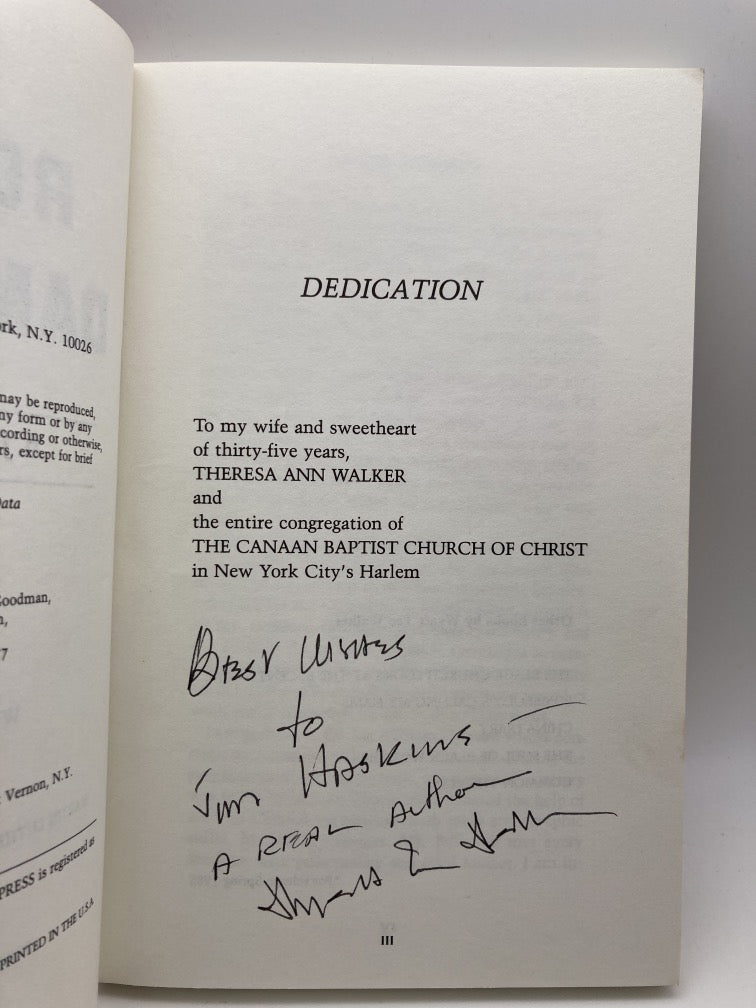 rk, N.Y. 10026
may be reproduced,
ny form or by any
cording or otherwise,
rs, except for brief
Data
Goodman,
n,
7
Vernon, N.Y.
PRESS is registered as
PRINTED IN THE U.S.A
DEDICATION
To my wife and sweetheart
of thirty-five years,
THERESA ANN WALKER
and
the entire congregation of
THE CANAAN BAPTIST CHURCH OF CHRIST
in New York City's Harlem
Best Wishes
to
Jim Haskins —
A REAL Author
III